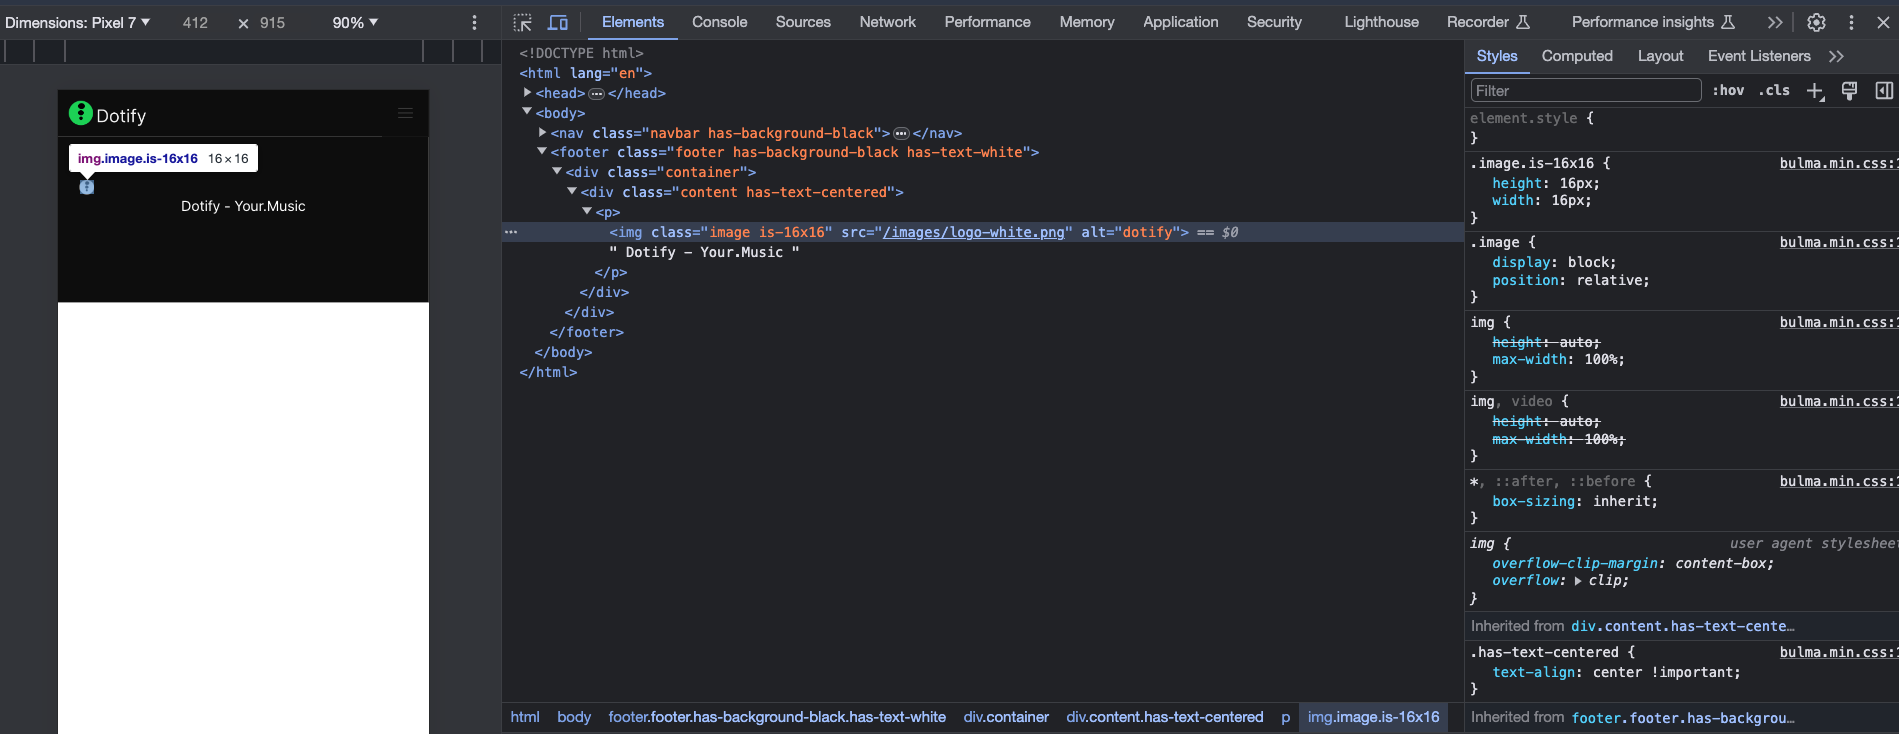 Dimensions: Pixel 7 ▼ 412 × 915 90% ▼
Elements Console Sources Network Performance Memory Application Security Lighthouse Recorder Performance insights
Dotify
img.image.is-16x16 16 × 16
Dotify - Your.Music
<!DOCTYPE html>
<html lang="en">
<head> ••• </head>
<body>
<nav class="navbar has-background-black"> ••• </nav>
<footer class="footer has-background-black has-text-white">
<div class="container">
<div class="content has-text-centered">
<p>
••• <img class="image is-16x16" src="/images/logo-white.png" alt="dotify"> == $0
" Dotify - Your.Music "
</p>
</div>
</div>
</footer>
</body>
</html>
html body footer.footer.has-background-black.has-text-white div.container div.content.has-text-centered p img.image.is-16x16
Styles Computed Layout Event Listeners
Filter :hov .cls
element.style {
}
.image.is-16x16 { bulma.min.css:1
height: 16px;
width: 16px;
}
.image { bulma.min.css:1
display: block;
position: relative;
}
img { bulma.min.css:1
height: auto;
max-width: 100%;
}
img, video { bulma.min.css:1
height: auto;
max-width: 100%;
}
*, ::after, ::before { bulma.min.css:1
box-sizing: inherit;
}
img { user agent stylesheet
overflow-clip-margin: content-box;
overflow: ▶ clip;
}
Inherited from div.content.has-text-cente…
.has-text-centered { bulma.min.css:1
text-align: center !important;
}
Inherited from footer.footer.has-backgrou…